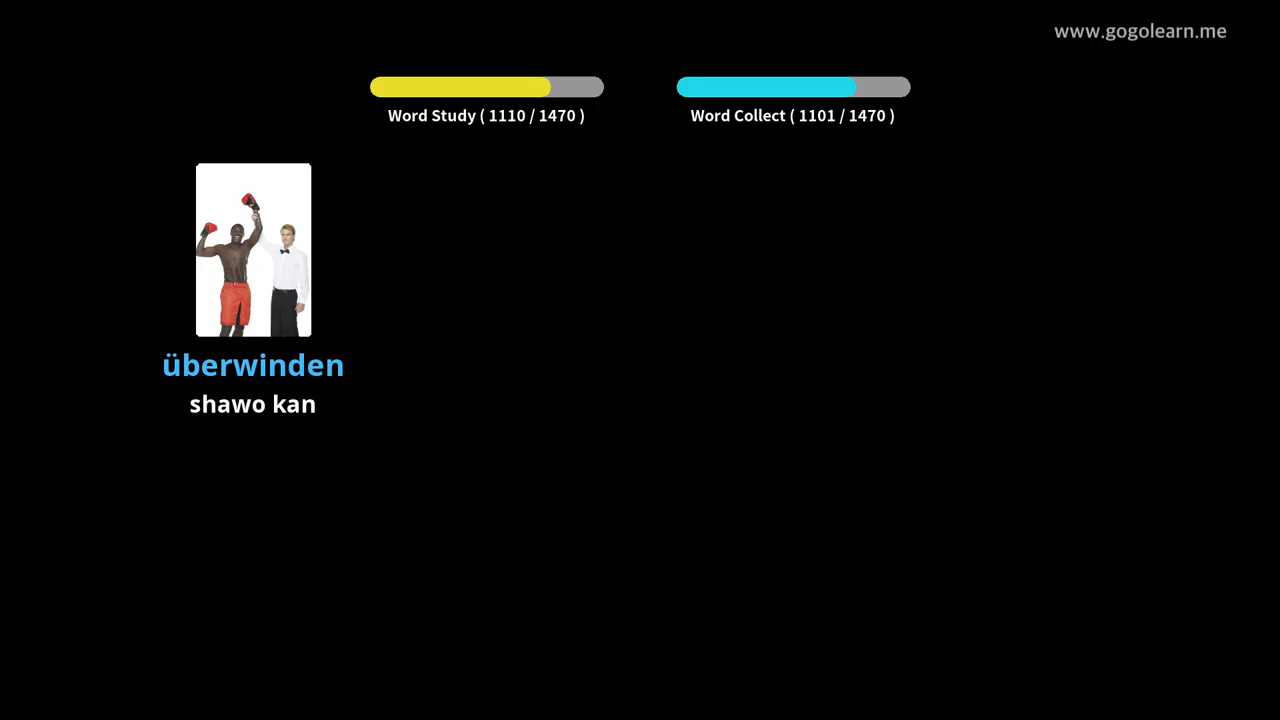 www.gogolearn.me
Word Study ( 1110 / 1470 )
Word Collect ( 1101 / 1470 )
überwinden
shawo kan